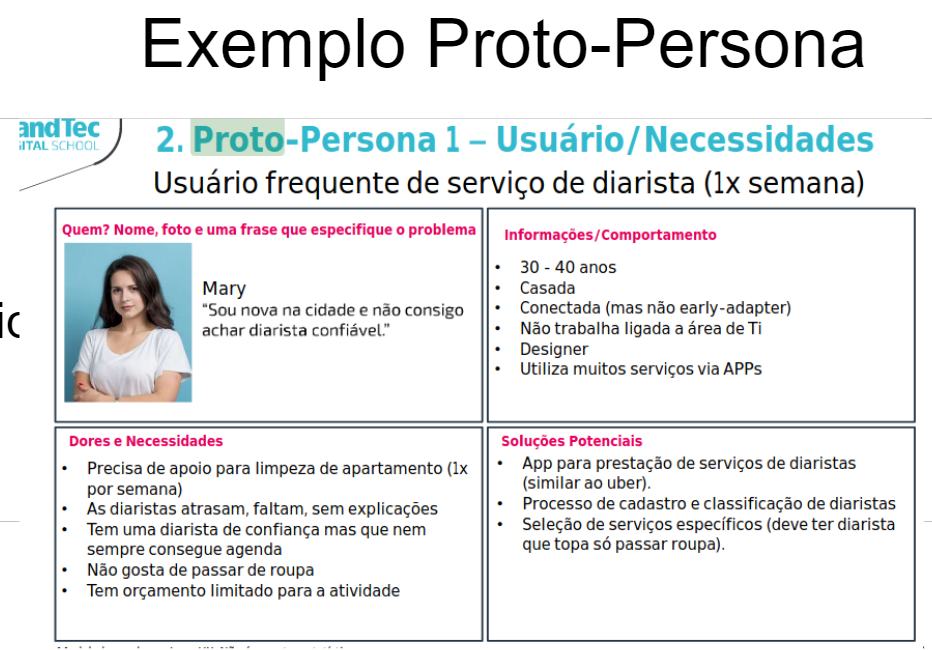 Exemplo Proto-Persona
andTec
ITAL SCHOOL
2. Proto-Persona 1 – Usuário/Necessidades
Usuário frequente de serviço de diarista (1x semana)
Quem? Nome, foto e uma frase que especifique o problema
Mary
“Sou nova na cidade e não consigo
achar diarista confiável.”
Informações/Comportamento
• 30 - 40 anos
• Casada
• Conectada (mas não early-adapter)
• Não trabalha ligada a área de Ti
• Designer
• Utiliza muitos serviços via APPs
Dores e Necessidades
• Precisa de apoio para limpeza de apartamento (1x
por semana)
• As diaristas atrasam, faltam, sem explicações
• Tem uma diarista de confiança mas que nem
sempre consegue agenda
• Não gosta de passar de roupa
• Tem orçamento limitado para a atividade
Soluções Potenciais
• App para prestação de serviços de diaristas
(similar ao uber).
• Processo de cadastro e classificação de diaristas
• Seleção de serviços específicos (deve ter diarista
que topa só passar roupa).